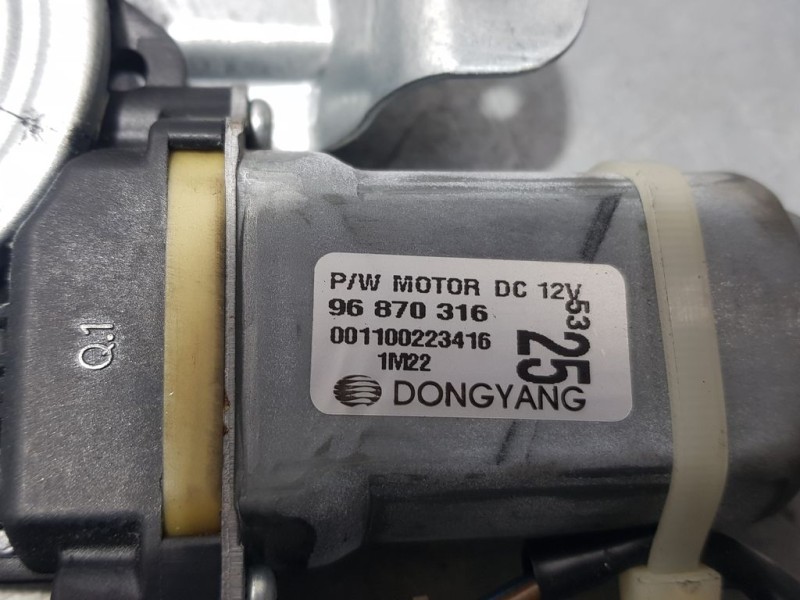 P/W MOTOR DC 12V
96 870 316
001100223416
1M22
DONGYANG
53
25
Q.1